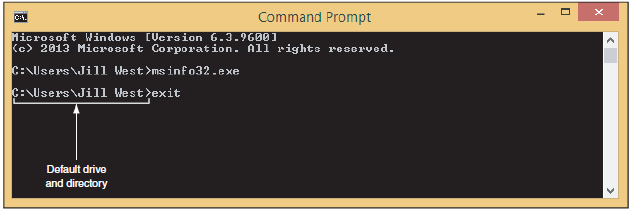 C:\.
Command Prompt
Microsoft Windows [Version 6.3.9600]
(c) 2013 Microsoft Corporation. All rights reserved.
C:\Users\Jill West>msinfo32.exe
C:\Users\Jill West>exit
Default drive
and directory